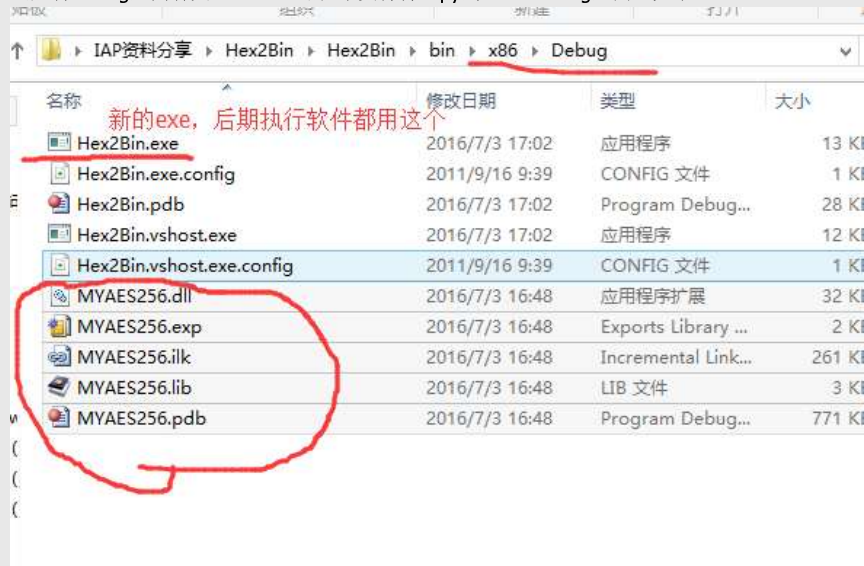 组织
新建
打开
IAP资料分享 Hex2Bin Hex2Bin bin x86 Debug
名称 修改日期 类型 大小
新的exe，后期执行软件都用这个
Hex2Bin.exe 2016/7/3 17:02 应用程序 13 KB
Hex2Bin.exe.config 2011/9/16 9:39 CONFIG 文件 1 KB
Hex2Bin.pdb 2016/7/3 17:02 Program Debug... 28 KB
Hex2Bin.vshost.exe 2016/7/3 17:02 应用程序 12 KB
Hex2Bin.vshost.exe.config 2011/9/16 9:39 CONFIG 文件 1 KB
MYAES256.dll 2016/7/3 16:48 应用程序扩展 32 KB
MYAES256.exp 2016/7/3 16:48 Exports Library ... 2 KB
MYAES256.ilk 2016/7/3 16:48 Incremental Link... 261 KB
MYAES256.lib 2016/7/3 16:48 LIB 文件 3 KB
MYAES256.pdb 2016/7/3 16:48 Program Debug... 771 KB